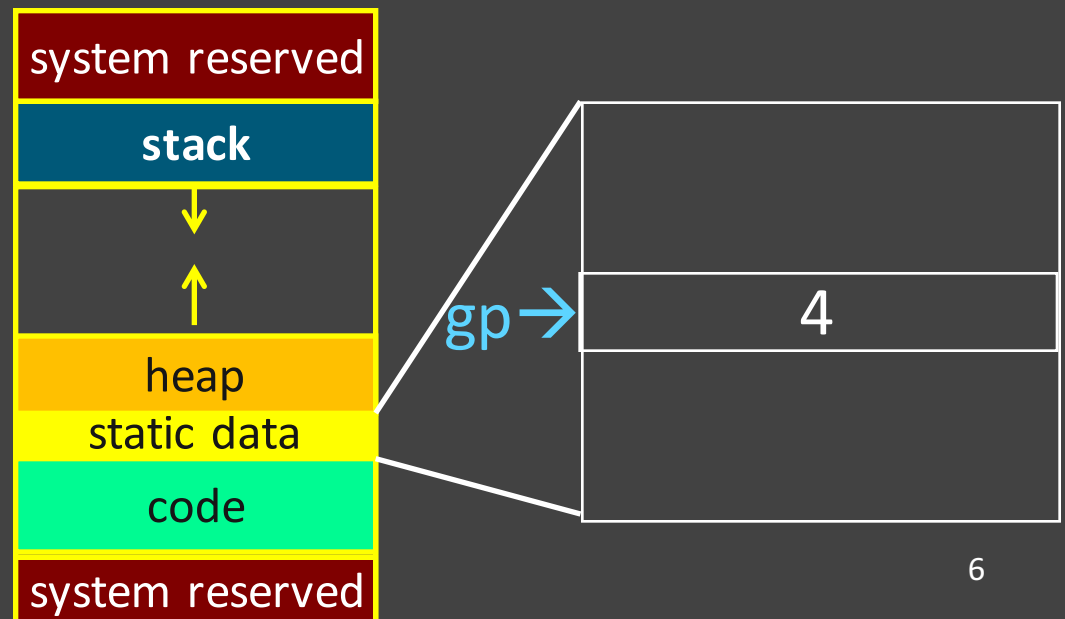 system reserved
stack
gp→
4
heap
static data
code
system reserved
6